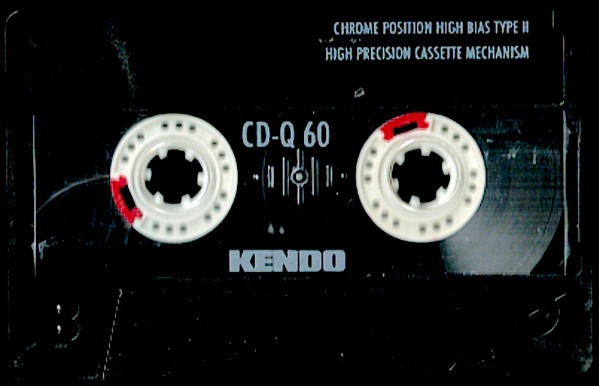 CHROME POSITION HIGH BIAS TYPE II
HIGH PRECISION CASSETTE MECHANISM
CD-Q 60
KENDO